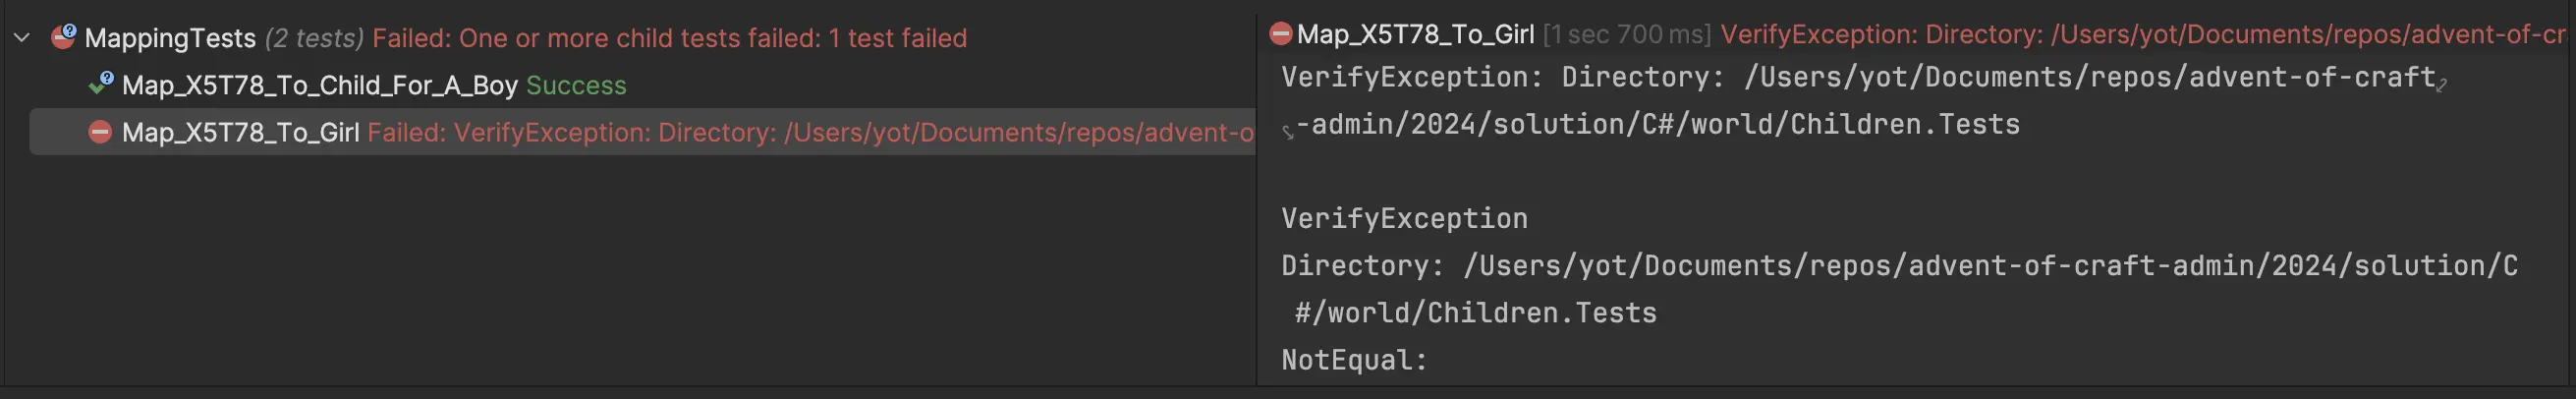 MappingTests (2 tests) Failed: One or more child tests failed: 1 test failed
Map_X5T78_To_Child_For_A_Boy Success
Map_X5T78_To_Girl Failed: VerifyException: Directory: /Users/yot/Documents/repos/advent-o
Map_X5T78_To_Girl [1 sec 700 ms] VerifyException: Directory: /Users/yot/Documents/repos/advent-of-cr
VerifyException: Directory: /Users/yot/Documents/repos/advent-of-craft
-admin/2024/solution/C#/world/Children.Tests
VerifyException
Directory: /Users/yot/Documents/repos/advent-of-craft-admin/2024/solution/C
#/world/Children.Tests
NotEqual: